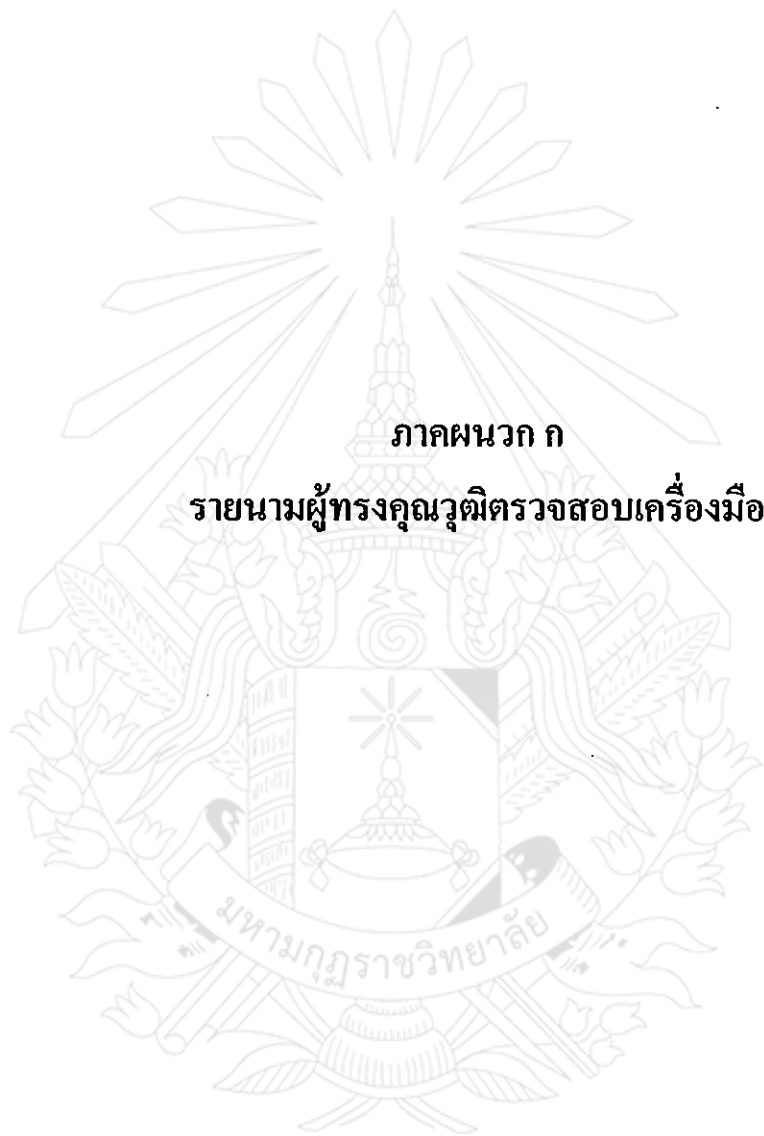 ภาคผนวก ก
รายนามผู้ทรงคุณวุฒิตรวจสอบเครื่องมือ
มหามกุฏราชวิทยาลัย